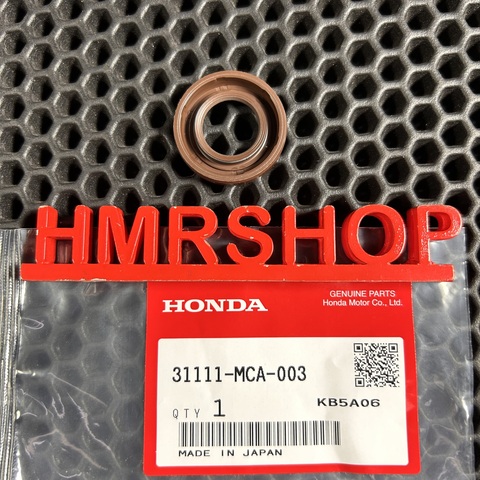 HMRSHOP
HONDA
GENUINE PARTS
Honda Motor Co., Ltd.
31111-MCA-003
KB5A06
QTY 1
MADE IN JAPAN